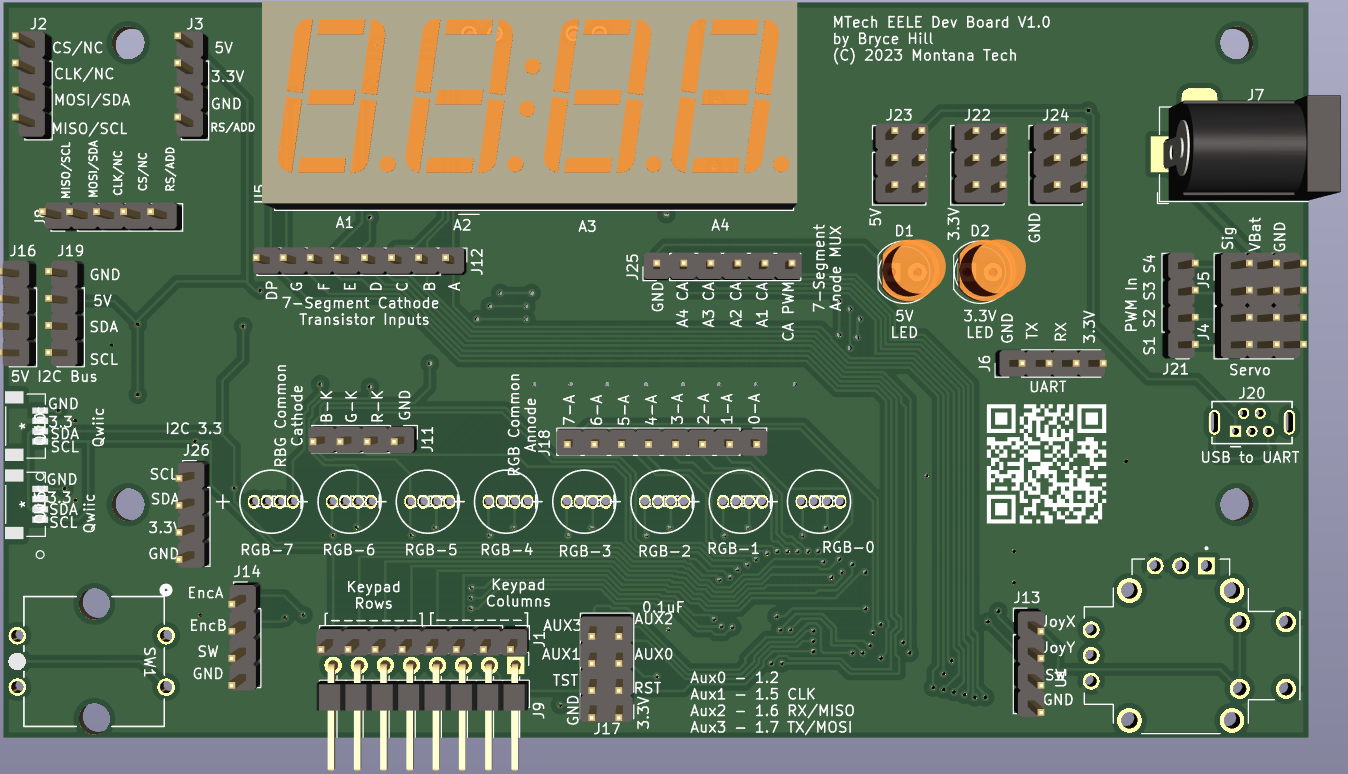 J2
CS/NC
CLK/NC
MOSI/SDA
MISO/SCL
J3
5V
3.3V
GND
RS/ADD
MTech EELE Dev Board V1.0
by Bryce Hill
(C) 2023 Montana Tech
J7
J23
J22
J24
5V
3.3V
GND
MISO/SCL
MOSI/SDA
CLK/NC
CS/NC
RS/ADD
A1
A2
A3
A4
J12
DP
G
F
E
D
C
B
A
7-Segment Cathode
Transistor Inputs
J25
GND
A4 CA
A3 CA
A2 CA
A1 CA
CA PWM
7-Segment
Anode MUX
D1
D2
5V
LED
3.3V
LED
GND
TX
RX
3.3V
J6
UART
PWM In
S4
S3
S2
S1
J5
J4
J21
Sig
VBat
GND
Servo
J16
J19
GND
5V
SDA
SCL
5V I2C Bus
GND
3.3
SDA
SCL
Qwiic
GND
3.3
SDA
SCL
Qwiic
I2C 3.3
J26
SCL
SDA
3.3V
GND
RBG Common
Cathode
B-K
G-K
R-K
GND
J11
RGB Common
Annode
J18
7-A
6-A
5-A
4-A
3-A
2-A
1-A
0-A
J20
USB to UART
+
RGB-7
RGB-6
RGB-5
RGB-4
RGB-3
RGB-2
RGB-1
RGB-0
J14
EncA
EncB
SW
GND
SW1
Keypad
Rows
Keypad
Columns
J1
J9
0.1uF
AUX3
AUX2
AUX1
AUX0
TST
RST
GND
3.3V
J17
Aux0 - 1.2
Aux1 - 1.5 CLK
Aux2 - 1.6 RX/MISO
Aux3 - 1.7 TX/MOSI
J13
JoyX
JoyY
SW
GND